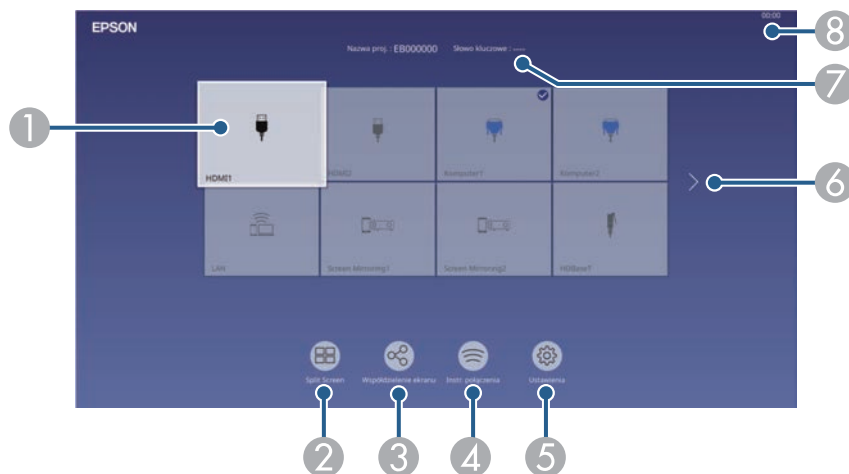 EPSON
00:00
Nazwa proj. : EB000000 Słowo kluczowe : ----
HDMI1
HDMI2
Komputer1
Komputer2
LAN
Screen Mirroring1
Screen Mirroring2
HDBaseT
Split Screen
Współdzielenie ekranu
Instr. połączenia
Ustawienia
1
2
3
4
5
6
7
8